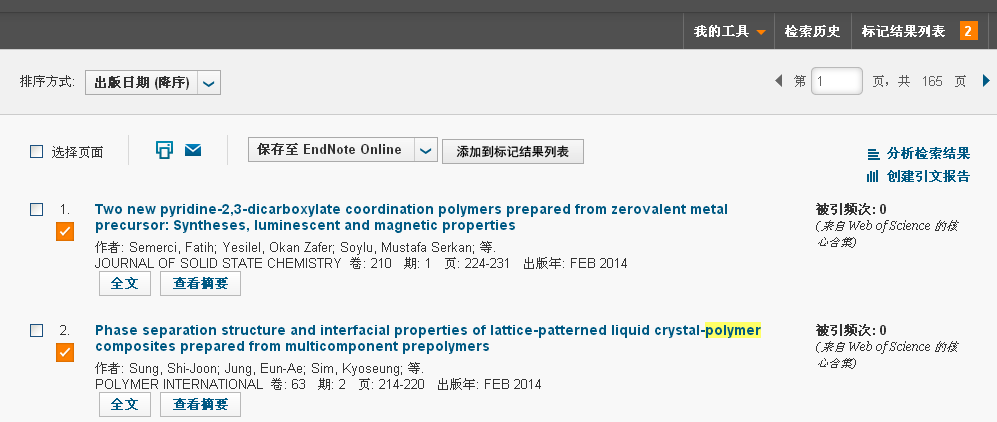 我的工具 检索历史 标记结果列表 2
排序方式: 出版日期 (降序) 第 1 页，共 165 页
选择页面 保存至 EndNote Online 添加到标记结果列表
分析检索结果
创建引文报告
1. Two new pyridine-2,3-dicarboxylate coordination polymers prepared from zerovalent metal
precursor: Syntheses, luminescent and magnetic properties
作者: Semerci, Fatih; Yesilel, Okan Zafer; Soylu, Mustafa Serkan; 等.
JOURNAL OF SOLID STATE CHEMISTRY 卷: 210 期: 1 页: 224-231 出版年: FEB 2014
全文 查看摘要
被引频次: 0
(来自 Web of Science 的核
心合集)
2. Phase separation structure and interfacial properties of lattice-patterned liquid crystal-polymer
composites prepared from multicomponent prepolymers
作者: Sung, Shi-Joon; Jung, Eun-Ae; Sim, Kyoseung; 等.
POLYMER INTERNATIONAL 卷: 63 期: 2 页: 214-220 出版年: FEB 2014
全文 查看摘要
被引频次: 0
(来自 Web of Science 的核
心合集)